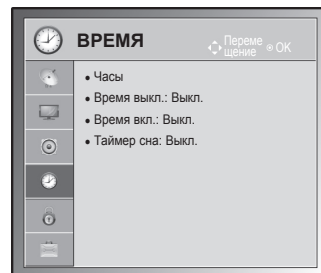 ВРЕМЯ
Переме
щение
OK
• Часы
• Время выкл.: Выкл.
• Время вкл.: Выкл.
• Таймер сна: Выкл.